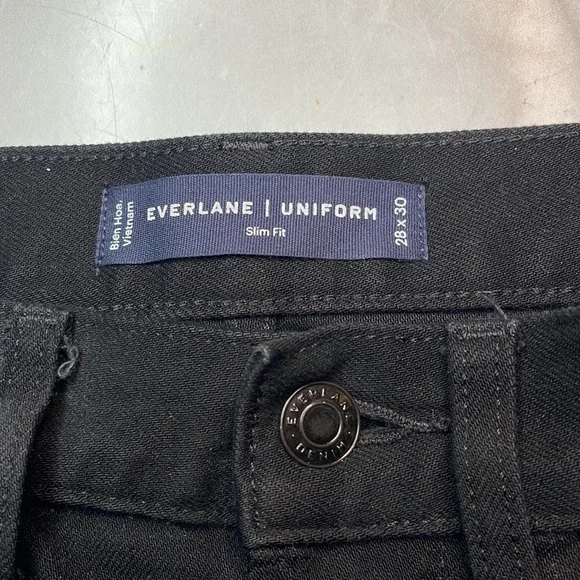 Bien Hoa,
Vietnam
EVERLANE | UNIFORM
Slim Fit
28 x 30
EVERLANE
DENIM